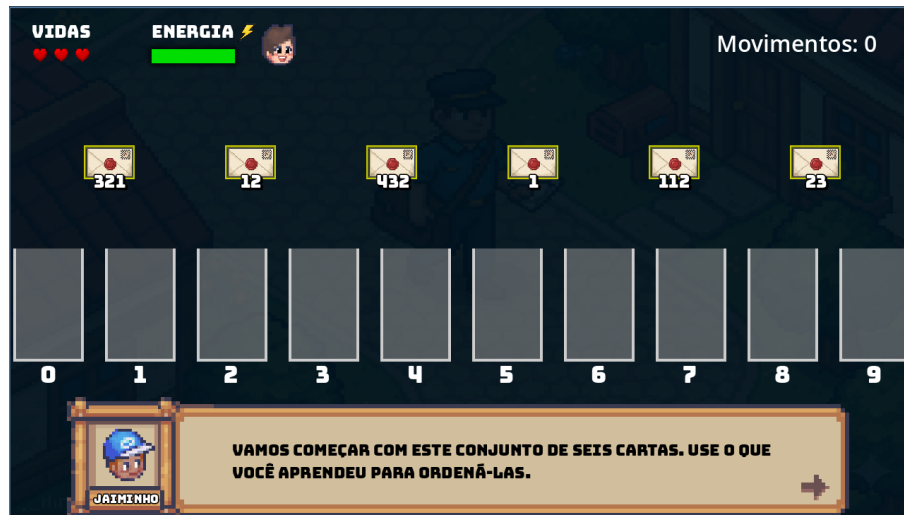 VIDAS
ENERGIA
Movimentos: 0
321 12 432 1 112 23
0 1 2 3 4 5 6 7 8 9
VAMOS COMEÇAR COM ESTE CONJUNTO DE SEIS CARTAS. USE O QUE
VOCÊ APRENDEU PARA ORDENÁ-LAS.
JAIMINHO